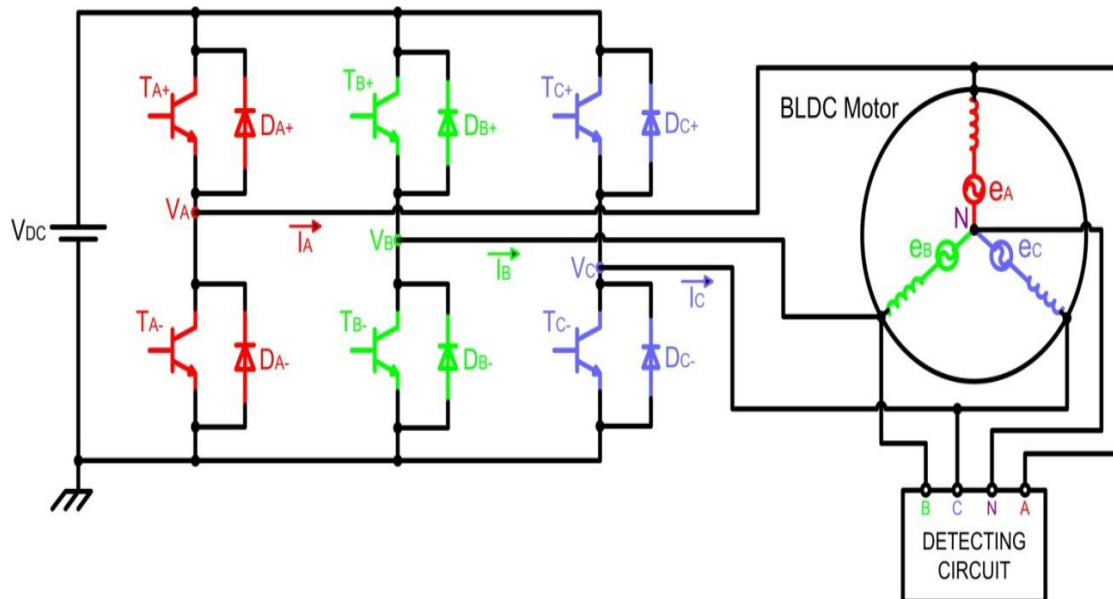 TA+
DA+
TB+
DB+
TC+
DC+
BLDC Motor
eA
N
eB
eC
VDC
VA
IA
VB
IB
VC
IC
TA-
DA-
TB-
DB-
TC-
DC-
B C N A
DETECTING
CIRCUIT